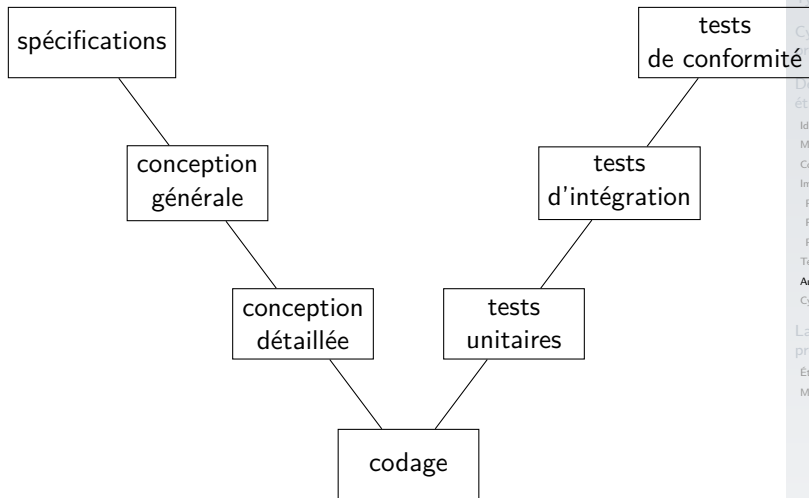 spécifications
tests
de conformité
conception
générale
tests
d'intégration
conception
détaillée
tests
unitaires
codage